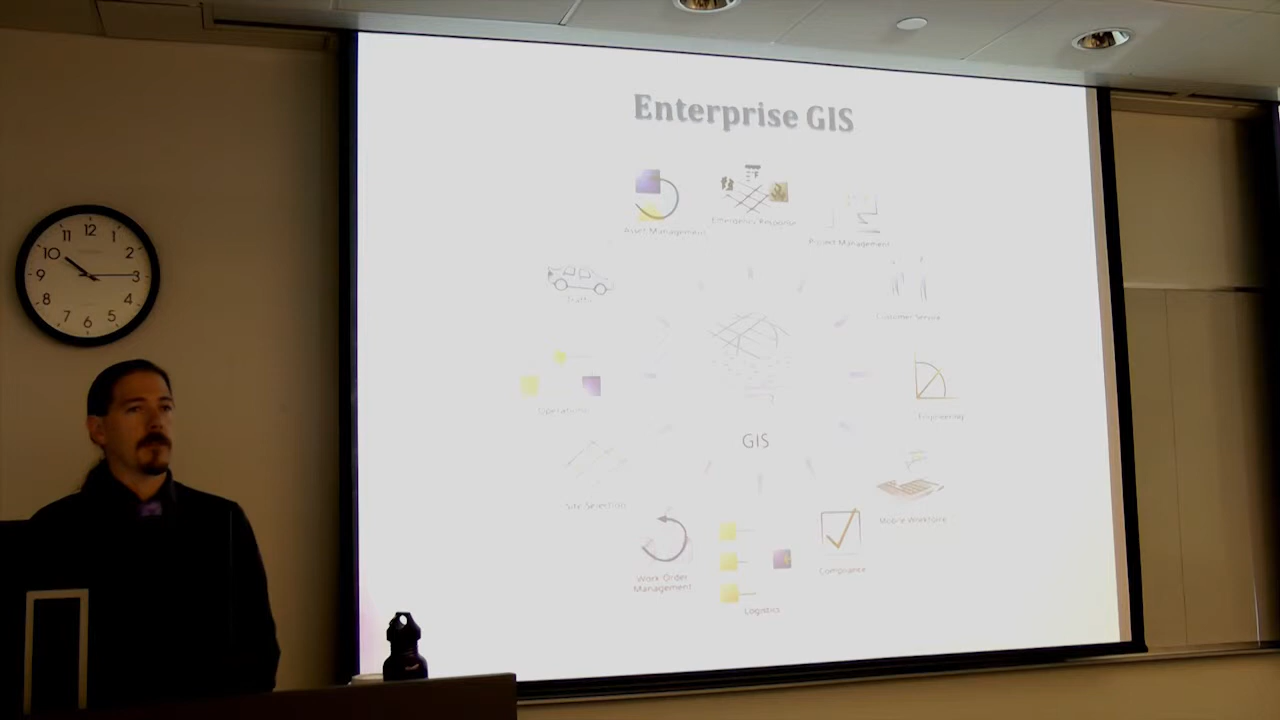 Enterprise GIS
Asset Management
Emergency Response
Project Management
Traffic
Customer Service
Operations
Engineering
GIS
Site Selection
Mobile Workforce
Work Order
Management
Compliance
Logistics
12
11
1
10
2
9
3
8
4
7
5
6